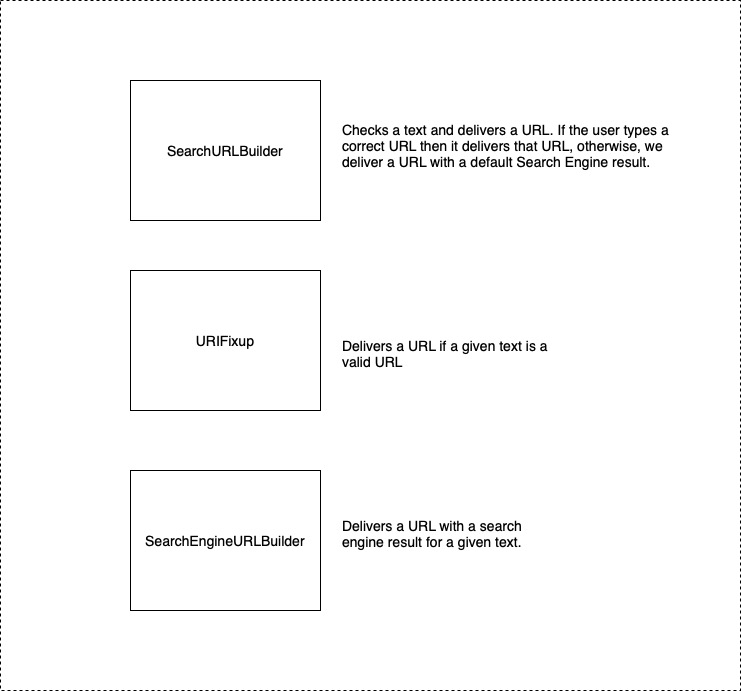 SearchURLBuilder
Checks a text and delivers a URL. If the user types a
correct URL then it delivers that URL, otherwise, we
deliver a URL with a default Search Engine result.
URIFixup
Delivers a URL if a given text is a
valid URL
SearchEngineURLBuilder
Delivers a URL with a search
engine result for a given text.